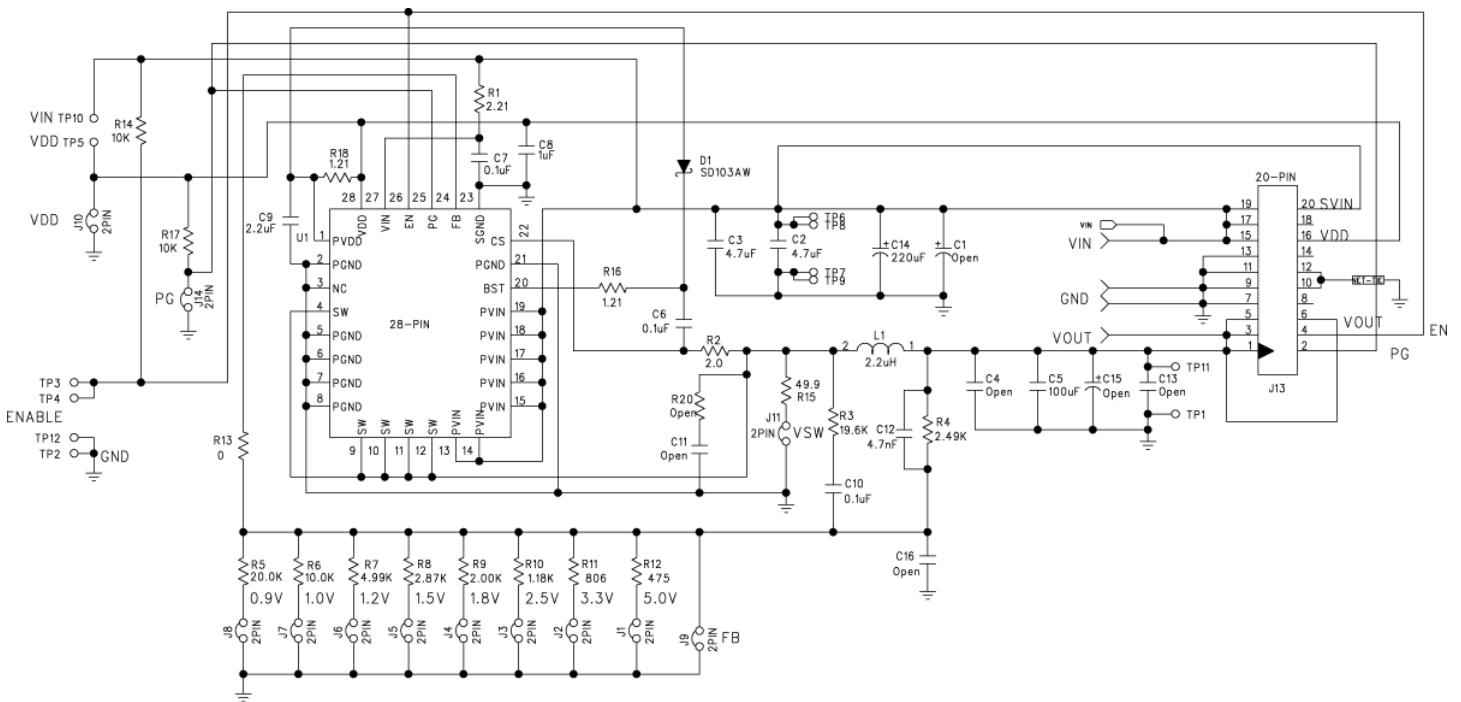 VIN TP10
VDD TP5
R14
10K
R1
2.21
R18
1.21
C7
0.1uF
C8
1uF
D1
SD103AW
VDD
J10
2PIN
R17
10K
PG
J14
2PIN
C9
2.2uF
U1
28 27 26 25 24 23
VDD VIN EN PG FB SGND
22 CS
21 PGND
20 BST
19 PVIN
18 PVIN
17 PVIN
16 PVIN
15 PVIN
1 PVDD
2 PGND
3 NC
4 SW
5 PGND
6 PGND
7 PGND
8 PGND
28-PIN
SW SW SW SW PVIN PVIN
9 10 11 12 13 14
R16
1.21
C6
0.1uF
R2
2.0
C3
4.7uF
C2
4.7uF
TP6
TP8
TP7
TP9
C14
220uF
C1
Open
VIN
VIN
GND
VOUT
20-PIN
19 20 SVIN
17 18
15 16 VDD
13 14
11 12
9 10
7 8
5 6 VOUT
3 4 EN
1 2 PG
J13
NET-TIE
TP3
TP4
ENABLE
TP12
TP2
GND
R13
0
R20
Open
C11
Open
49.9
R15
J11
2PIN
VSW
R3
19.6K
C10
0.1uF
2 L1 1
2.2uH
C12
4.7nF
R4
2.49K
C4
Open
C5
100uF
C15
Open
C13
Open
TP11
TP1
C16
Open
R5
20.0K
0.9V
J8
2PIN
R6
10.0K
1.0V
J7
2PIN
R7
4.99K
1.2V
J6
2PIN
R8
2.87K
1.5V
J5
2PIN
R9
2.00K
1.8V
J4
2PIN
R10
1.18K
2.5V
J3
2PIN
R11
806
3.3V
J2
2PIN
R12
475
5.0V
J1
2PIN
J9
2PIN
FB